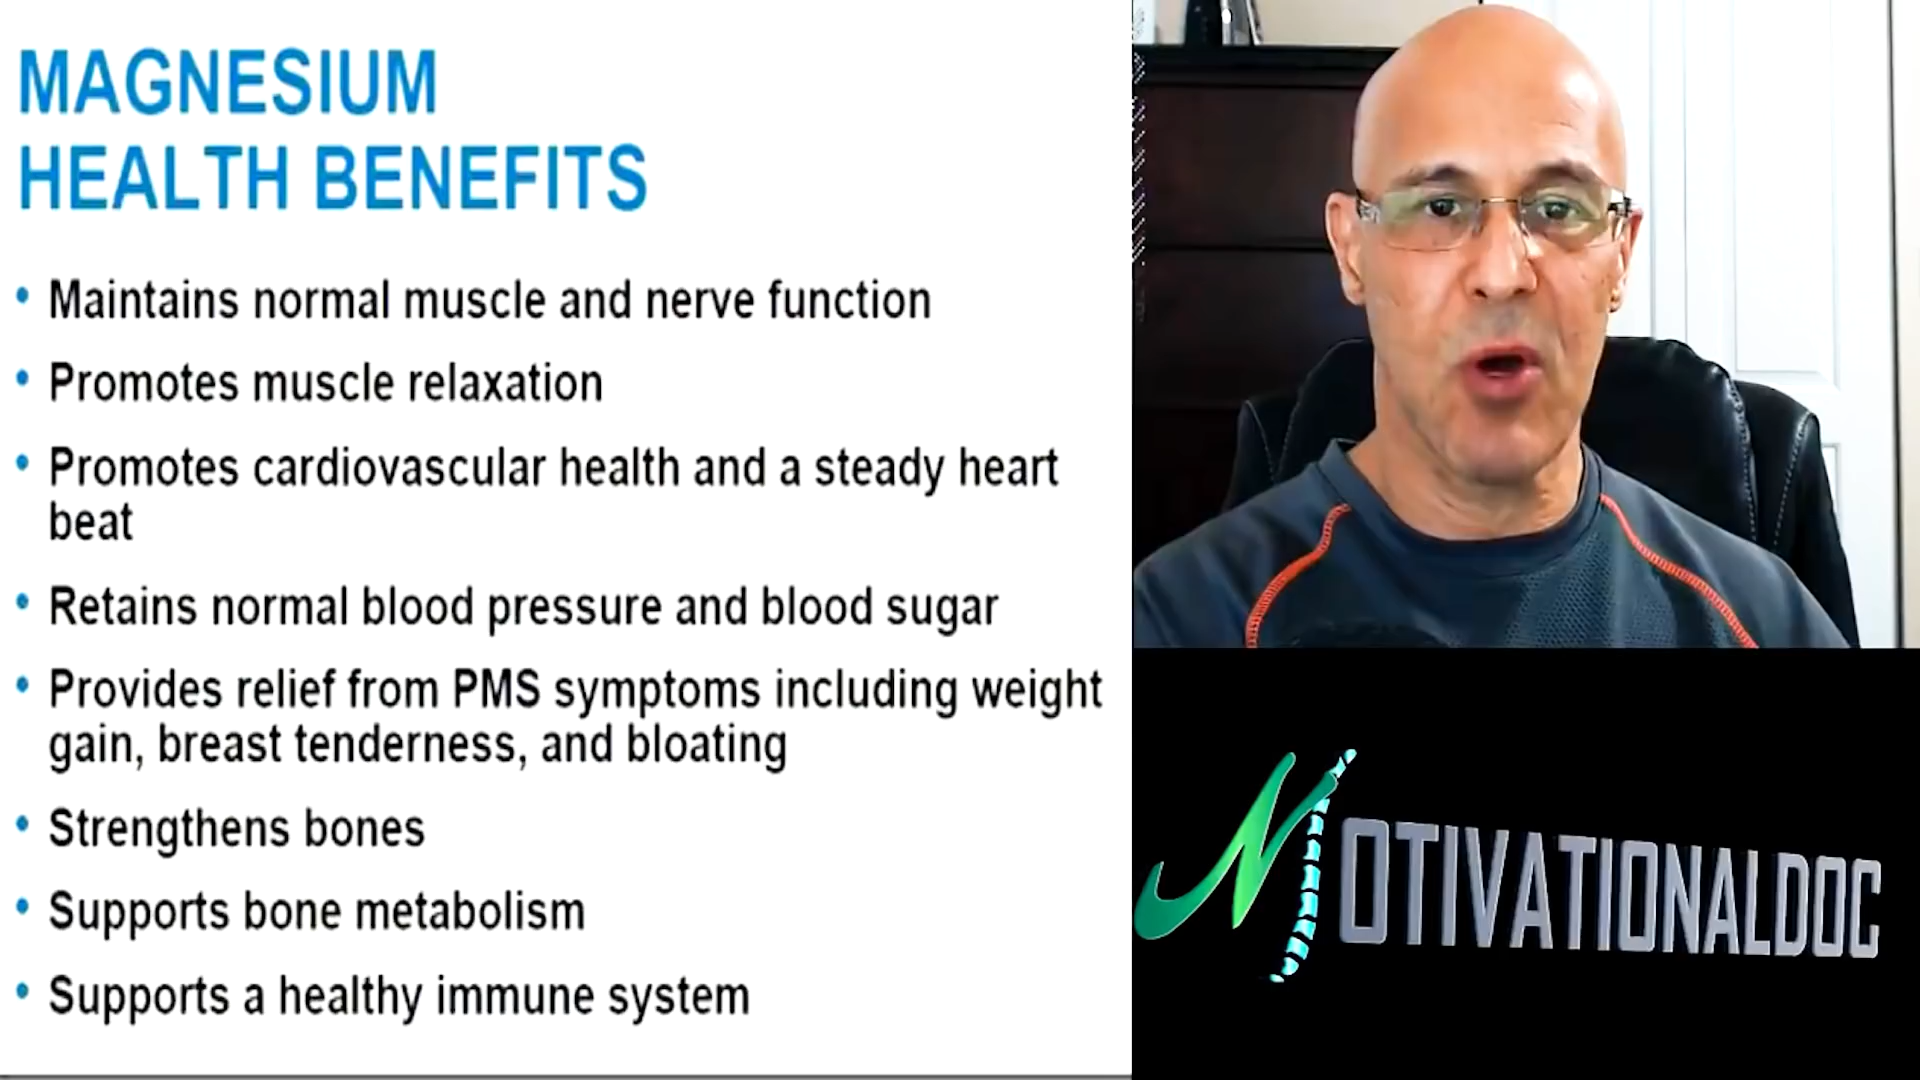 MAGNESIUM
HEALTH BENEFITS
• Maintains normal muscle and nerve function
• Promotes muscle relaxation
• Promotes cardiovascular health and a steady heart
beat
• Retains normal blood pressure and blood sugar
• Provides relief from PMS symptoms including weight
gain, breast tenderness, and bloating
• Strengthens bones
• Supports bone metabolism
• Supports a healthy immune system
MOTIVATIONALDOC